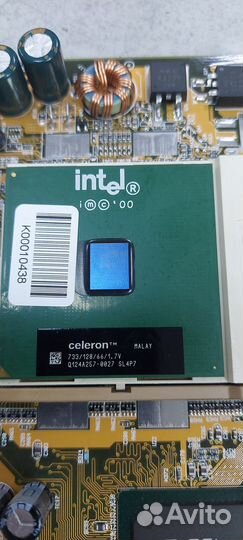 intel®
i ⓜ © '00
K00010438
celeron™ MALAY
733/128/66/1.7V
Q124A257-0027 SL4P7
Avito